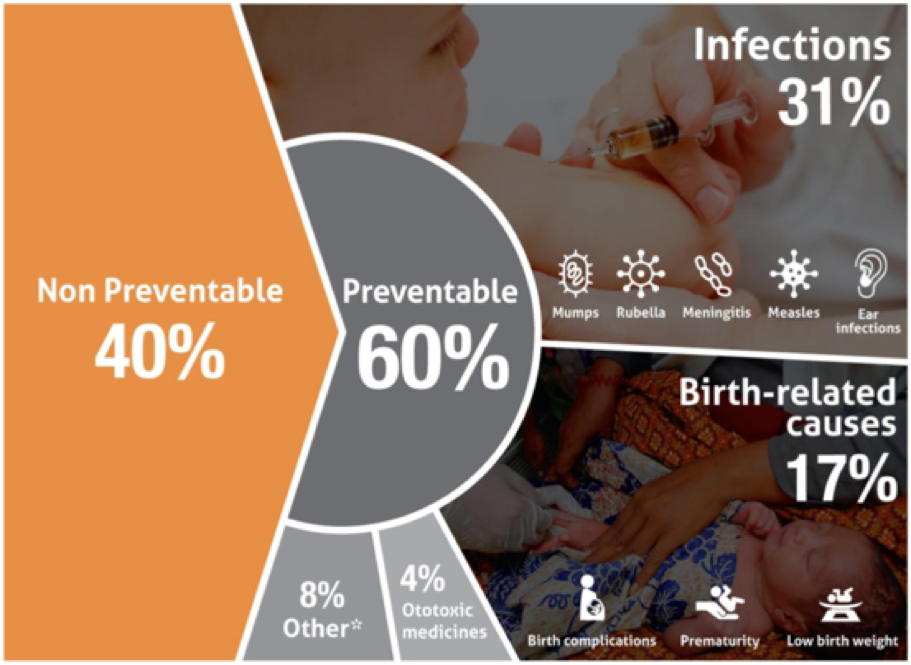 Infections
31%
Mumps
Rubella
Meningitis
Measles
Ear
infections
Non Preventable
40%
Preventable
60%
Birth-related
causes
17%
Birth complications
Prematurity
Low birth weight
8%
Other*
4%
Ototoxic
medicines